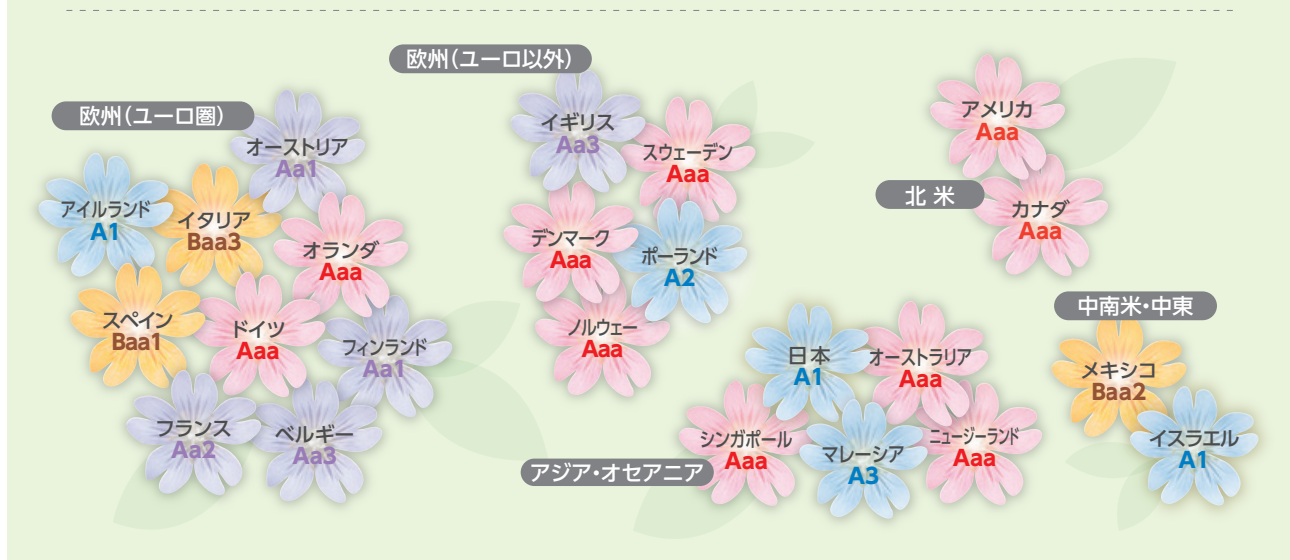 欧州（ユーロ圏）
オーストリア
Aa1
アイルランド
A1
イタリア
Baa3
オランダ
Aaa
スペイン
Baa1
ドイツ
Aaa
フィンランド
Aa1
フランス
Aa2
ベルギー
Aa3
欧州（ユーロ以外）
イギリス
Aa3
スウェーデン
Aaa
デンマーク
Aaa
ポーランド
A2
ノルウェー
Aaa
北 米
アメリカ
Aaa
カナダ
Aaa
アジア・オセアニア
日本
A1
オーストラリア
Aaa
シンガポール
Aaa
マレーシア
A3
ニュージーランド
Aaa
中南米・中東
メキシコ
Baa2
イスラエル
A1